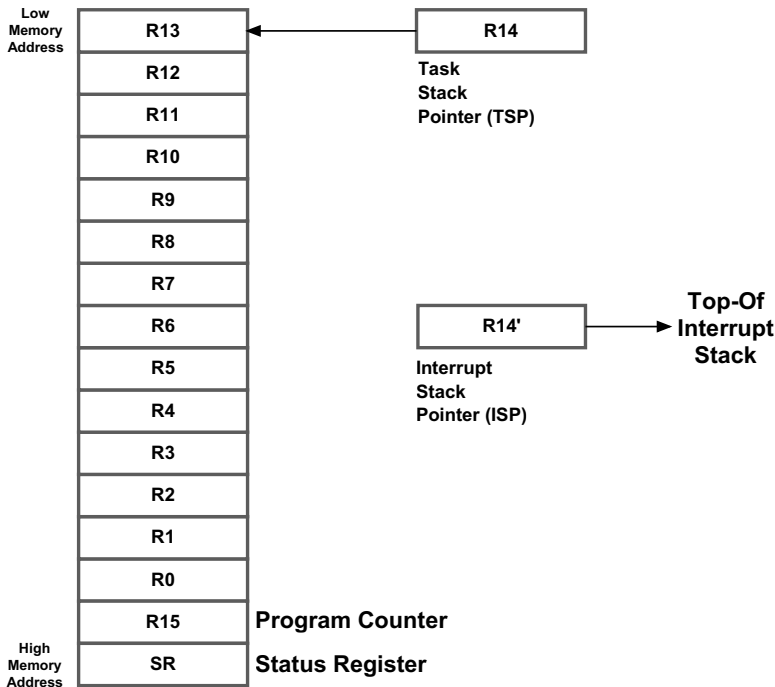 Low
Memory
Address
R13
R14
R12
Task
Stack
Pointer (TSP)
R11
R10
R9
R8
R7
R6
R14'
Top-Of
Interrupt
Stack
R5
Interrupt
Stack
Pointer (ISP)
R4
R3
R2
R1
R0
R15
Program Counter
High
Memory
Address
SR
Status Register